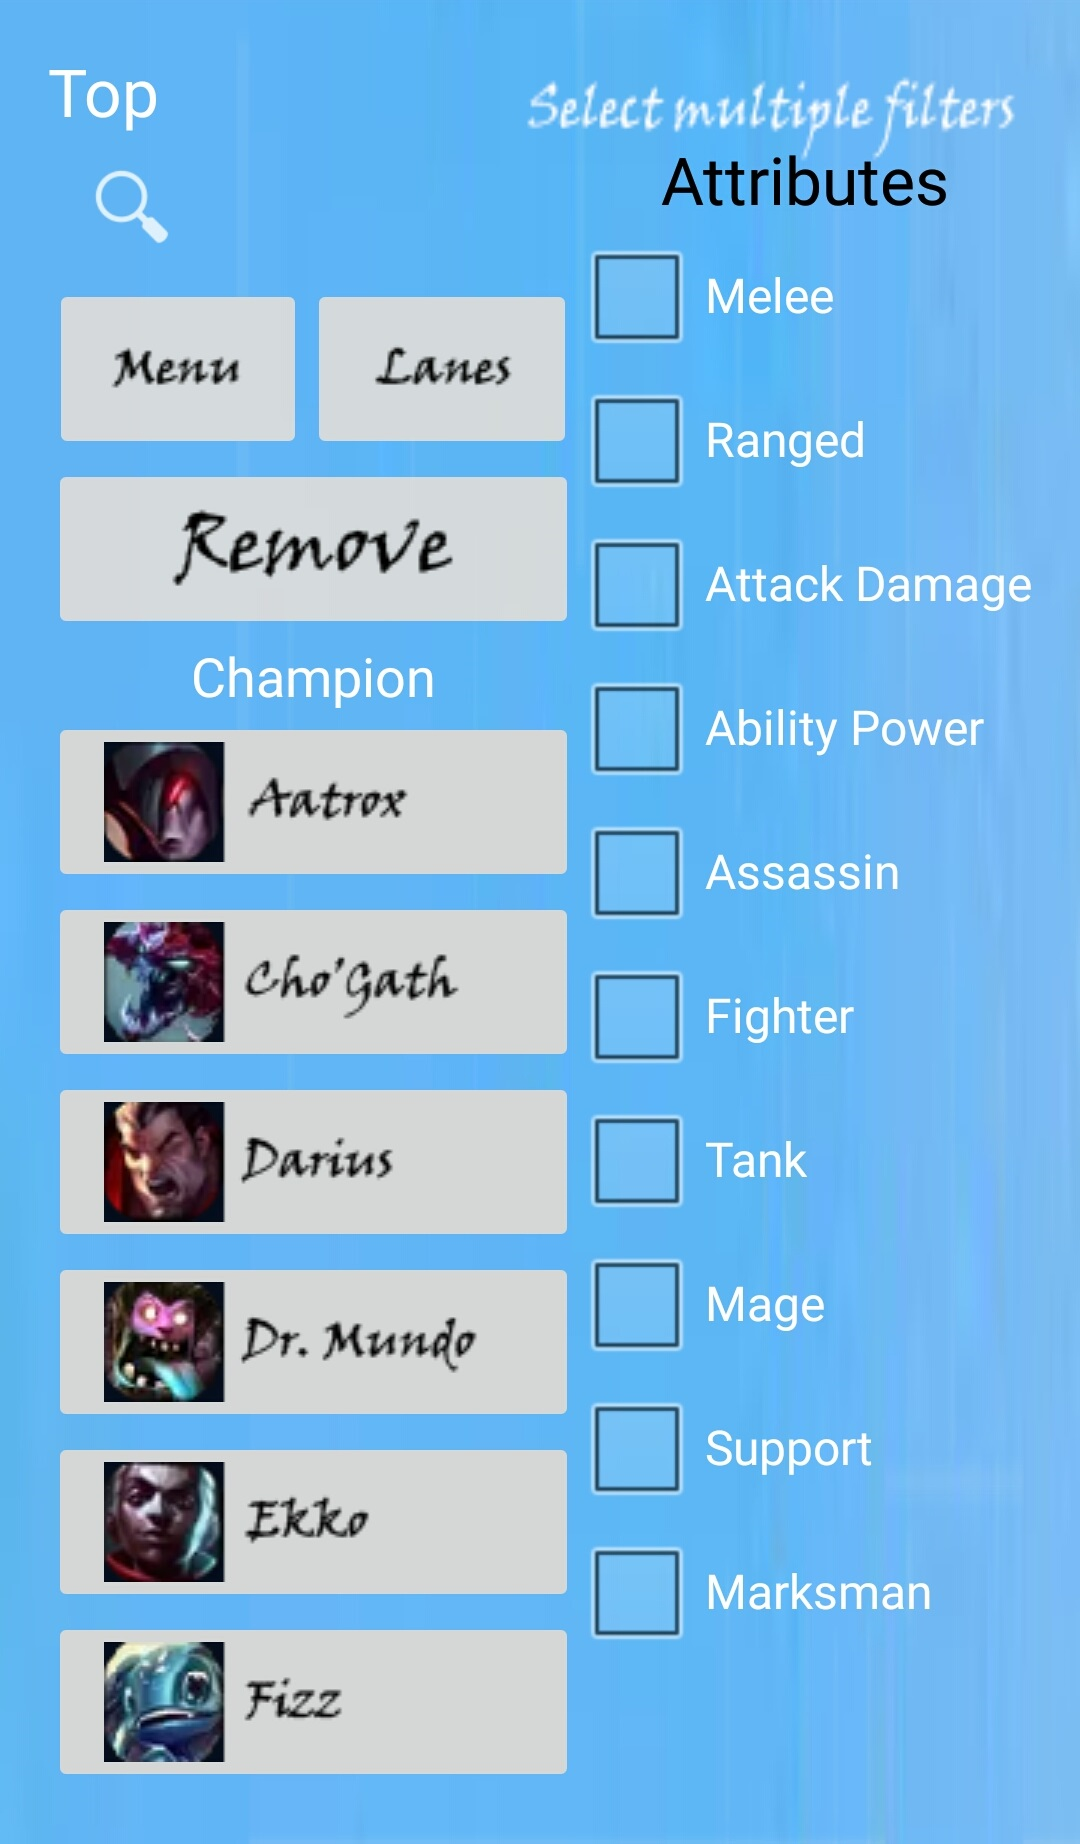 Top
Select multiple filters
Attributes
Menu
Lanes
Remove
Champion
Aatrox
Cho'Gath
Darius
Dr. Mundo
Ekko
Fizz
Melee
Ranged
Attack Damage
Ability Power
Assassin
Fighter
Tank
Mage
Support
Marksman